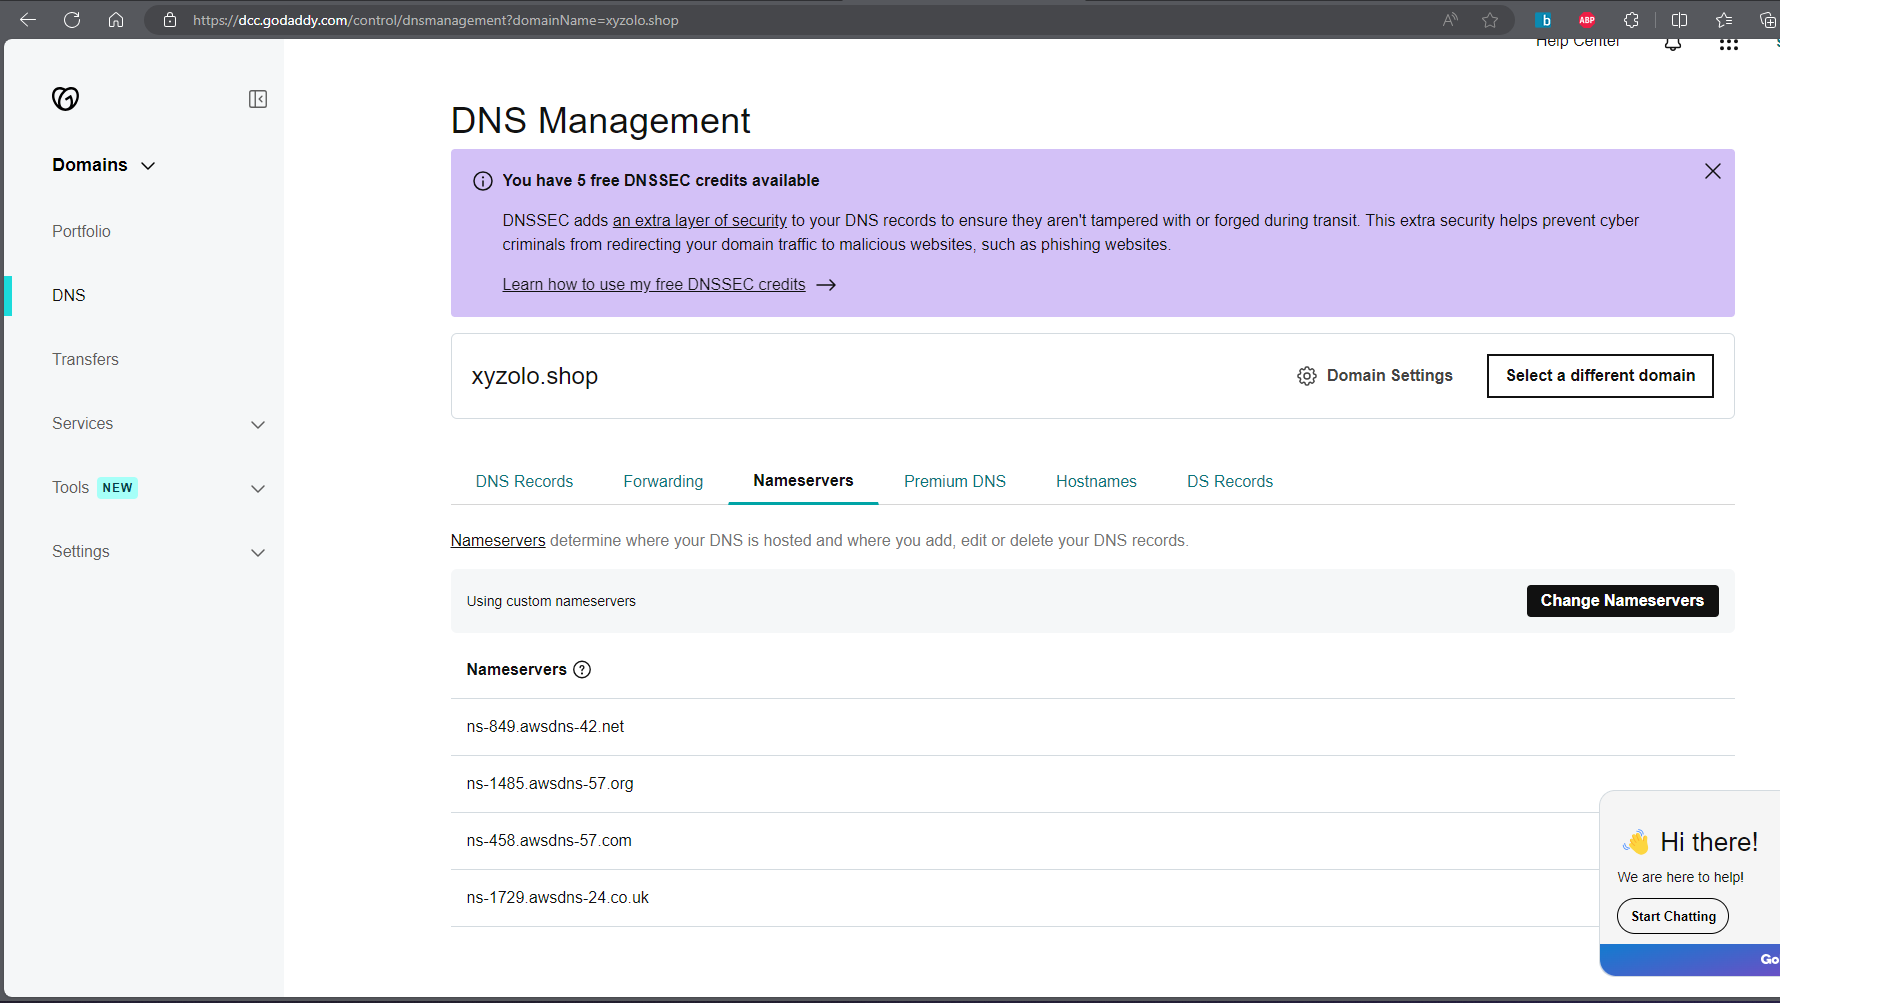 https://dcc.godaddy.com/control/dnsmanagement?domainName=xyzolo.shop
Help Center
Domains
Portfolio
DNS
Transfers
Services
Tools NEW
Settings
DNS Management
You have 5 free DNSSEC credits available
DNSSEC adds an extra layer of security to your DNS records to ensure they aren't tampered with or forged during transit. This extra security helps prevent cyber
criminals from redirecting your domain traffic to malicious websites, such as phishing websites.
Learn how to use my free DNSSEC credits
xyzolo.shop
Domain Settings
Select a different domain
DNS Records
Forwarding
Nameservers
Premium DNS
Hostnames
DS Records
Nameservers determine where your DNS is hosted and where you add, edit or delete your DNS records.
Using custom nameservers
Change Nameservers
Nameservers
ns-849.awsdns-42.net
ns-1485.awsdns-57.org
ns-458.awsdns-57.com
ns-1729.awsdns-24.co.uk
Hi there!
We are here to help!
Start Chatting
Go
b
ABP